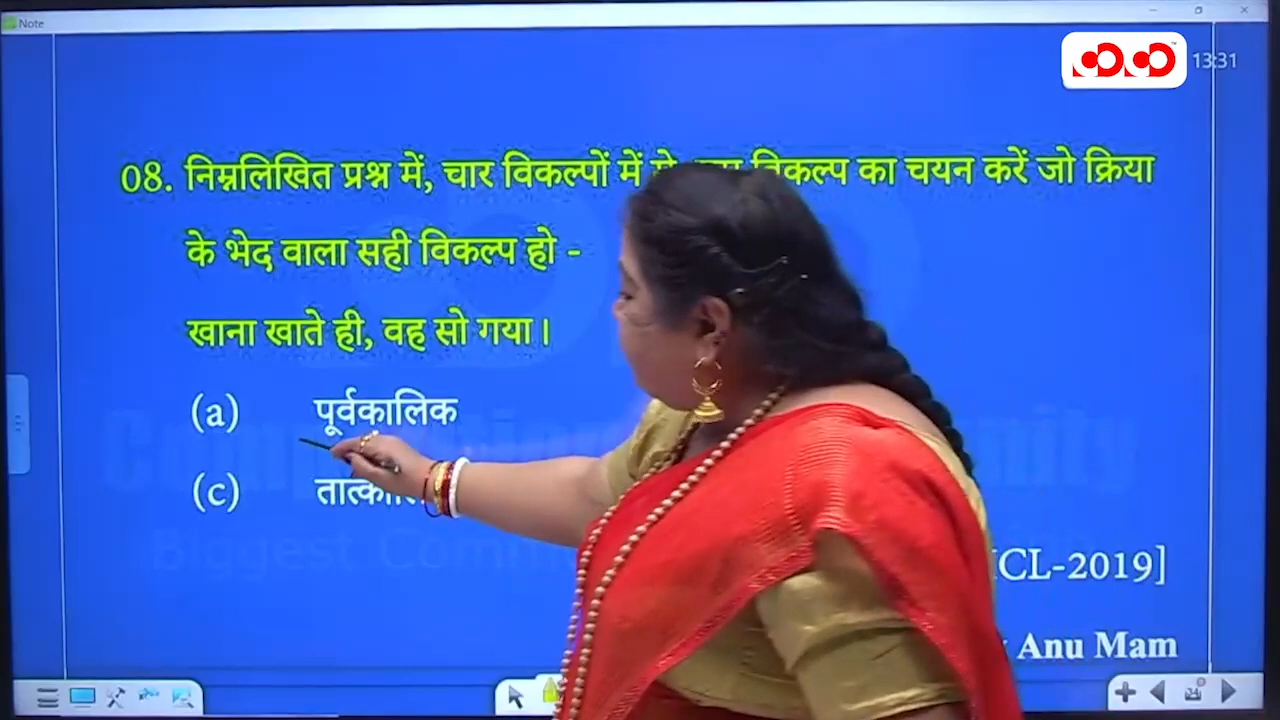 Note
13:31
08. निम्नलिखित प्रश्न में, चार विकल्पों में विकल्प का चयन करें जो क्रिया
के भेद वाला सही विकल्प हो -
खाना खाते ही, वह सो गया।
(a) पूर्वकालिक
(c)
Biggest
CL-2019]
Anu Mam